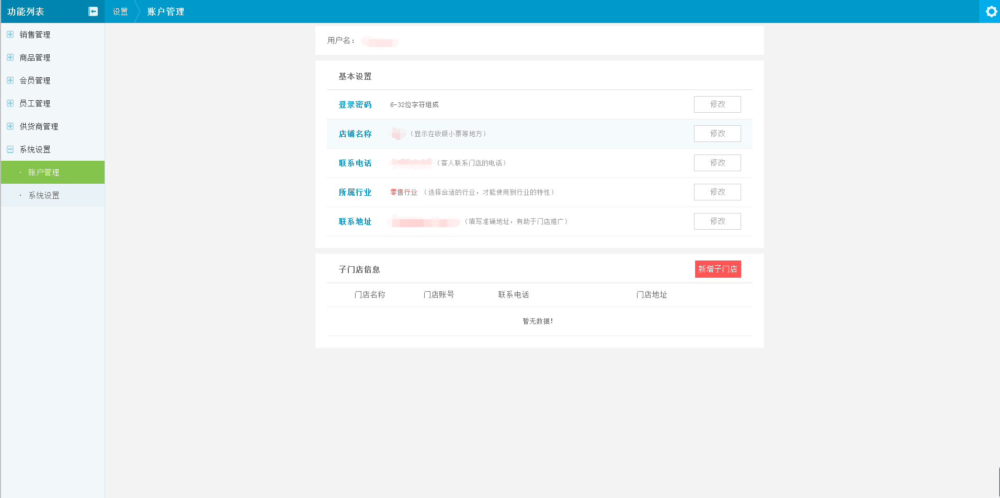 功能列表
设置
账户管理
销售管理
商品管理
会员管理
员工管理
供货商管理
系统设置
· 账户管理
· 系统设置
用户名：
基本设置
登录密码 6-32位字符组成 修改
店铺名称 （显示在收银小票等地方） 修改
联系电话 （客人联系门店的电话） 修改
所属行业 零售行业 （选择合适的行业，才能使用到行业的特性） 修改
联系地址 （填写准确地址，有助于门店推广） 修改
子门店信息 新增子门店
门店名称 门店账号 联系电话 门店地址
暂无数据！